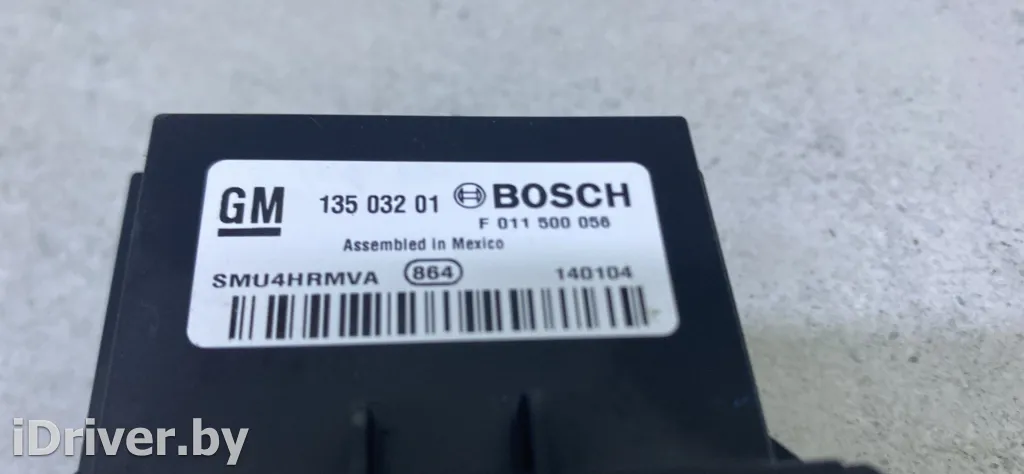 GM 135 032 01 BOSCH
F 011 500 056
Assembled in Mexico
SMU4HRMVA 864 140104
iDriver.by